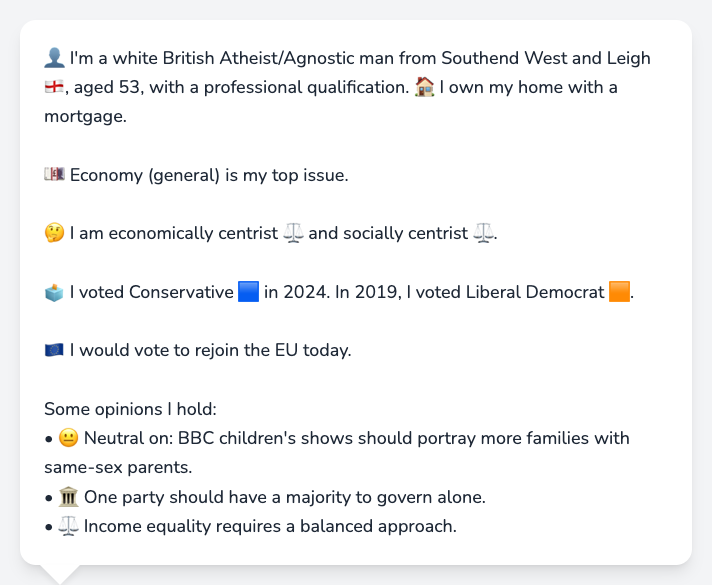 👤 I'm a white British Atheist/Agnostic man from Southend West and Leigh
🏴󠁧󠁢󠁥󠁮󠁧󠁿, aged 53, with a professional qualification. 🏠 I own my home with a
mortgage.
💷 Economy (general) is my top issue.
🤔 I am economically centrist ⚖️ and socially centrist ⚖️.
🗳️ I voted Conservative 🟦 in 2024. In 2019, I voted Liberal Democrat 🟧.
🇪🇺 I would vote to rejoin the EU today.
Some opinions I hold:
• 😐 Neutral on: BBC children's shows should portray more families with
same-sex parents.
• 🏛️ One party should have a majority to govern alone.
• ⚖️ Income equality requires a balanced approach.